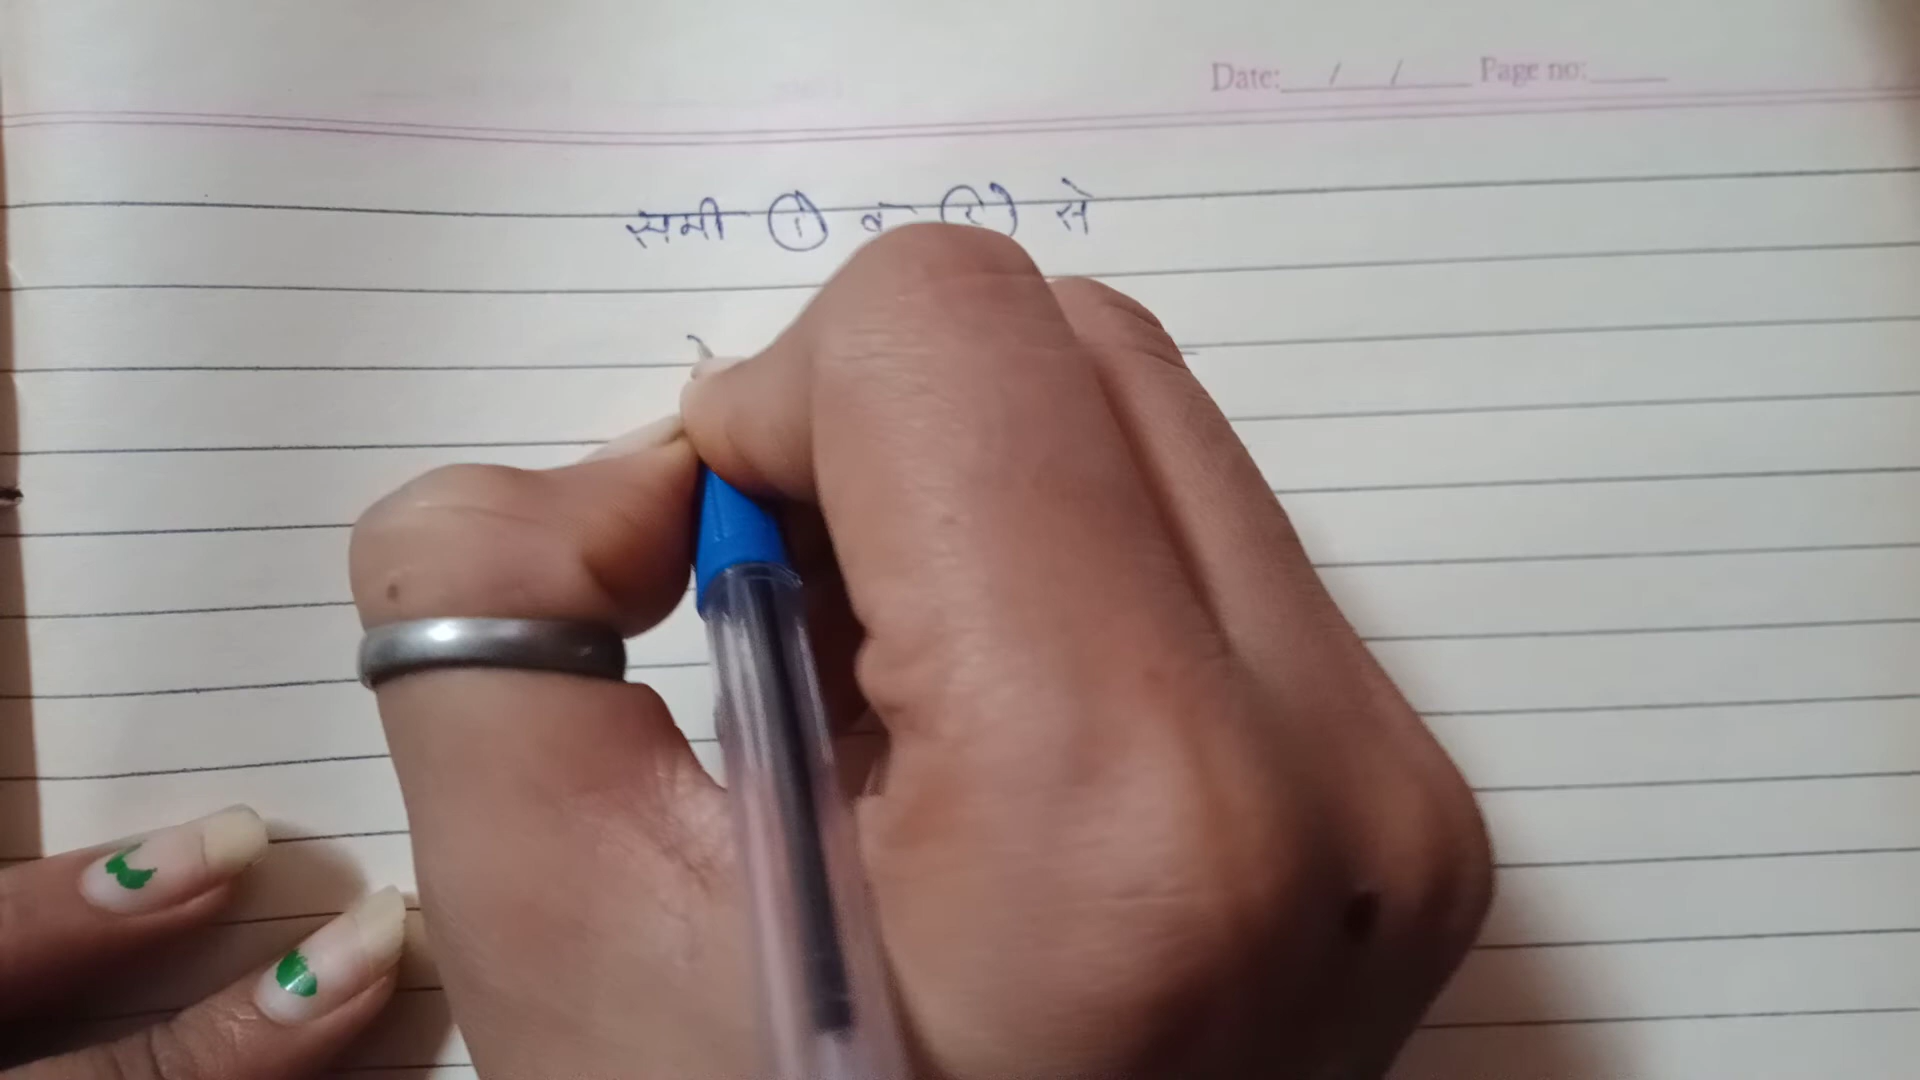 Date: / / Page no:
समी ① व ② से